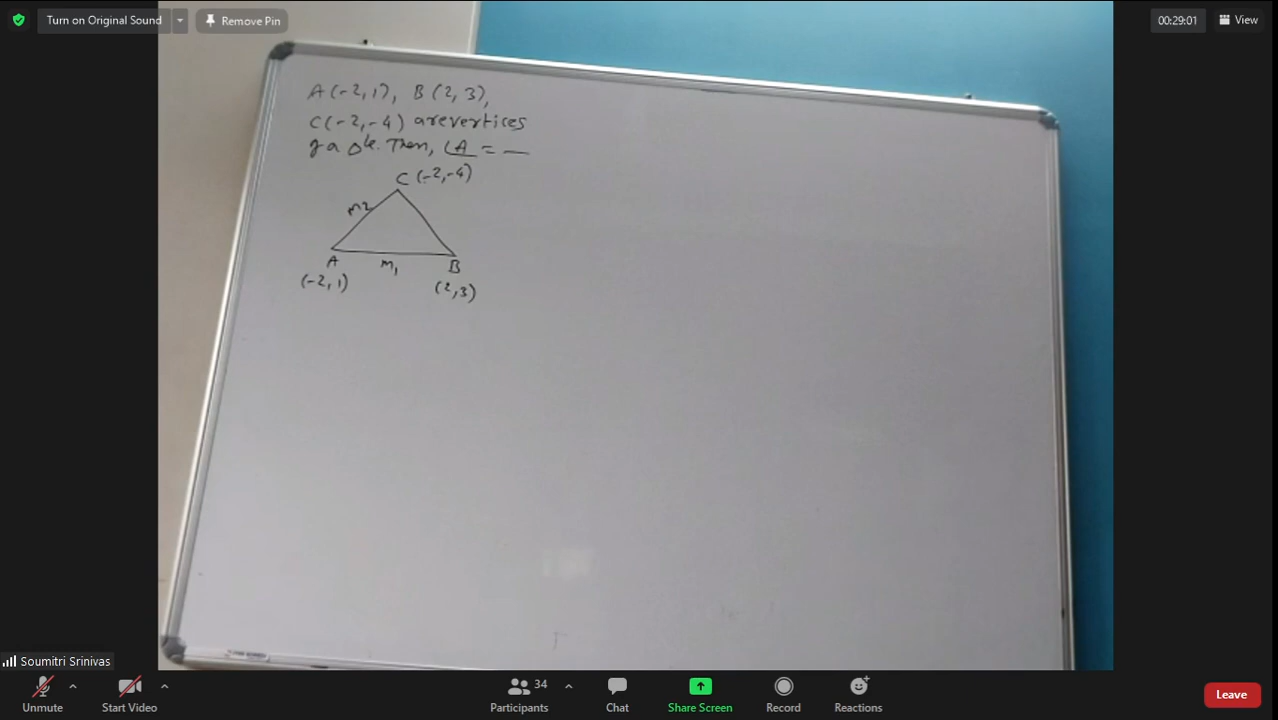 Turn on Original Sound
Remove Pin
00:29:01
View
A(-2,1), B(2,3),
C(-2,-4) are vertices
of a Δle. Then, ∠A = __
C (-2,-4)
m2
A
m1
B
(-2,1)
(2,3)
Soumitri Srinivas
Unmute
Start Video
34
Participants
Chat
Share Screen
Record
Reactions
Leave